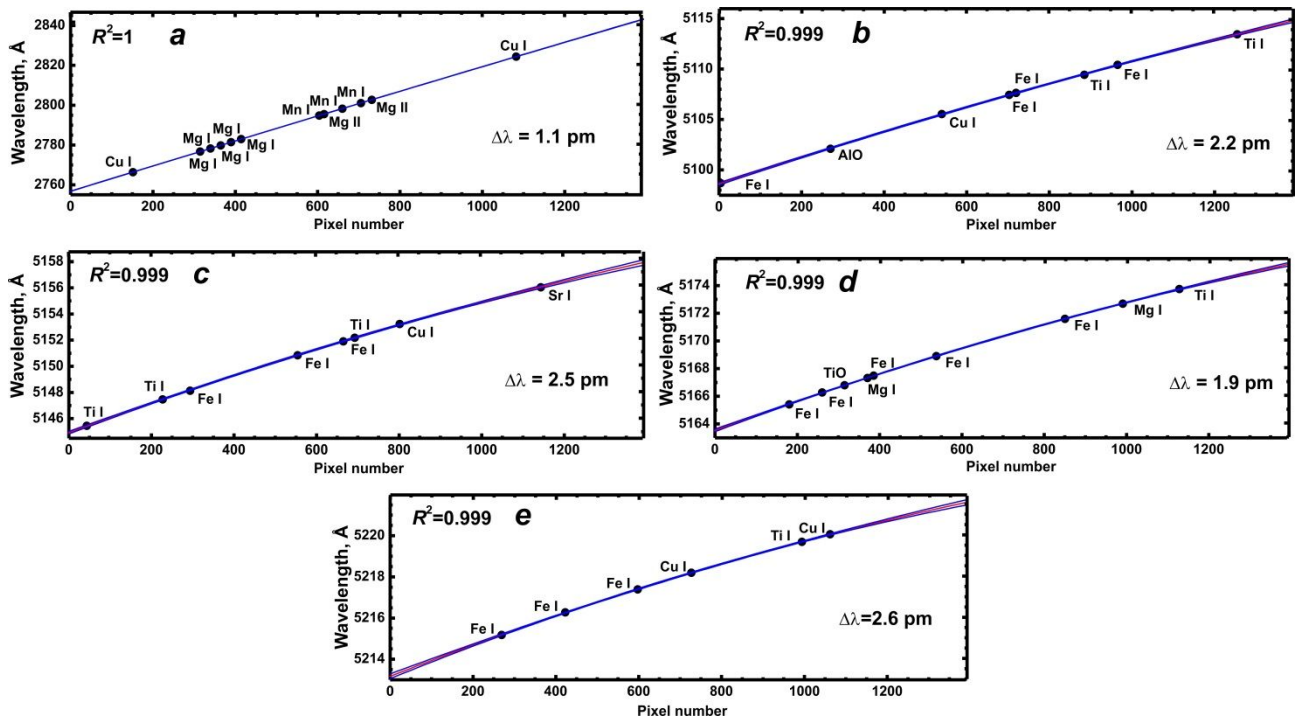 R²=1 a
Wavelength, Å
2840
2820
2800
2780
2760
Cu I
Mg I
Mg I
Mg I
Mg I
Mg I
Mn I
Mn I
Mn I
Mg II
Mg II
Cu I
Δλ = 1.1 pm
0 200 400 600 800 1000 1200
Pixel number
R²=0.999 b
Wavelength, Å
5115
5110
5105
5100
Fe I
AlO
Cu I
Fe I
Fe I
Ti I
Fe I
Ti I
Δλ = 2.2 pm
0 200 400 600 800 1000 1200
Pixel number
R²=0.999 c
Wavelength, Å
5158
5156
5154
5152
5150
5148
5146
Ti I
Ti I
Fe I
Fe I
Ti I
Fe I
Cu I
Sr I
Δλ = 2.5 pm
0 200 400 600 800 1000 1200
Pixel number
R²=0.999 d
Wavelength, Å
5174
5172
5170
5168
5166
5164
Fe I
Fe I
TiO
Mg I
Fe I
Fe I
Fe I
Mg I
Ti I
Δλ = 1.9 pm
0 200 400 600 800 1000 1200
Pixel number
R²=0.999 e
Wavelength, Å
5220
5218
5216
5214
Fe I
Fe I
Fe I
Cu I
Ti I
Cu I
Δλ=2.6 pm
0 200 400 600 800 1000 1200
Pixel number